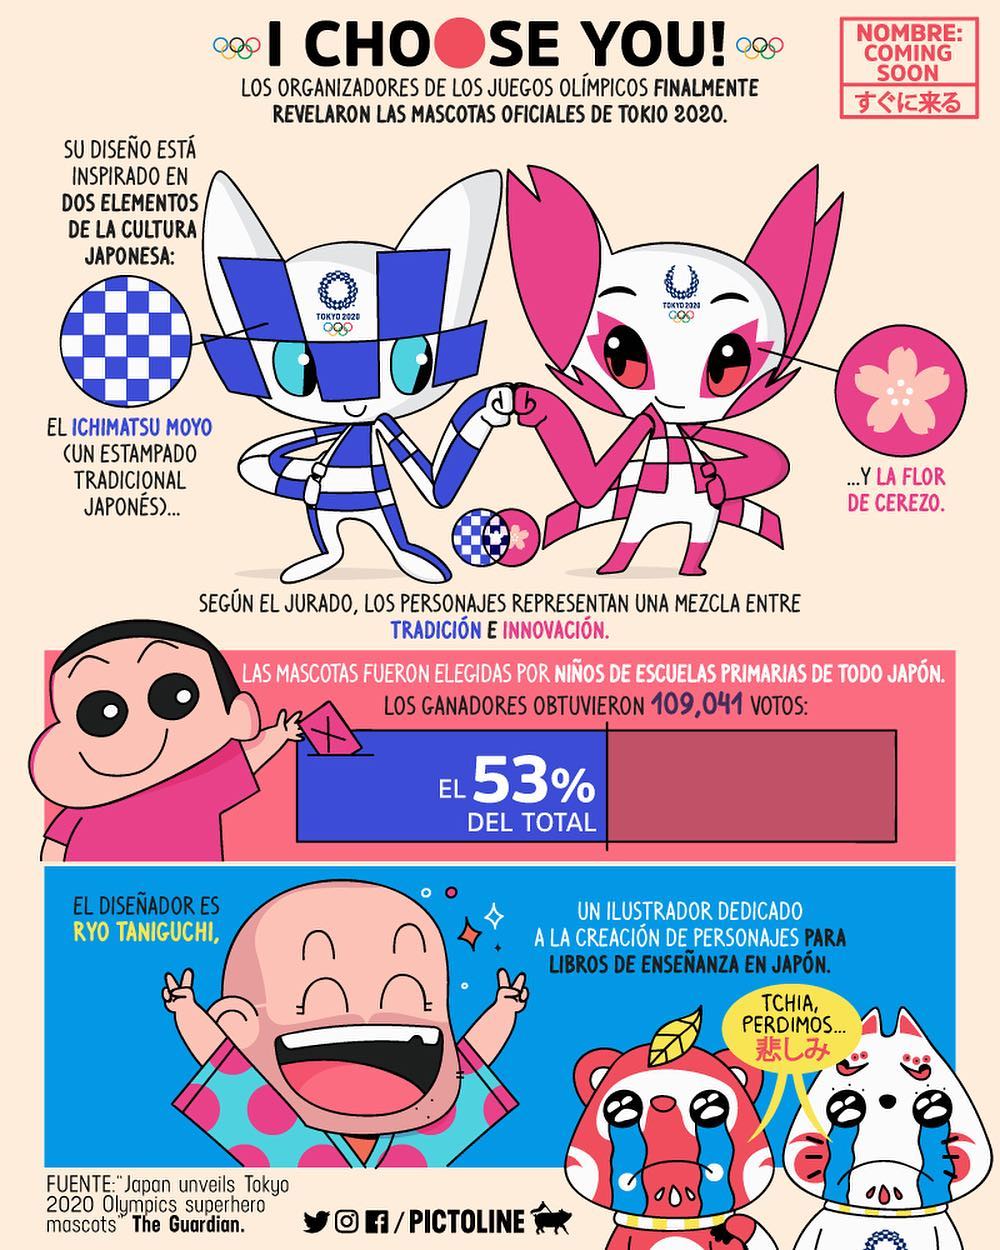 I CHOOSE YOU!
LOS ORGANIZADORES DE LOS JUEGOS OLÍMPICOS FINALMENTE
REVELARON LAS MASCOTAS OFICIALES DE TOKIO 2020.
NOMBRE:
COMING
SOON
すぐに来る
SU DISEÑO ESTÁ
INSPIRADO EN
DOS ELEMENTOS
DE LA CULTURA
JAPONESA:
TOKYO 2020
TOKYO 2020
EL ICHIMATSU MOYO
(UN ESTAMPADO
TRADICIONAL
JAPONÉS)...
...Y LA FLOR
DE CEREZO.
SEGÚN EL JURADO, LOS PERSONAJES REPRESENTAN UNA MEZCLA ENTRE
TRADICIÓN E INNOVACIÓN.
LAS MASCOTAS FUERON ELEGIDAS POR NIÑOS DE ESCUELAS PRIMARIAS DE TODO JAPÓN.
LOS GANADORES OBTUVIERON 109,041 VOTOS:
EL 53%
DEL TOTAL
EL DISEÑADOR ES
RYO TANIGUCHI,
UN ILUSTRADOR DEDICADO
A LA CREACIÓN DE PERSONAJES PARA
LIBROS DE ENSEÑANZA EN JAPÓN.
TCHIA,
PERDIMOS...
悲しみ
FUENTE:"Japan unveils Tokyo
2020 Olympics superhero
mascots" The Guardian.
/ PICTOLINE